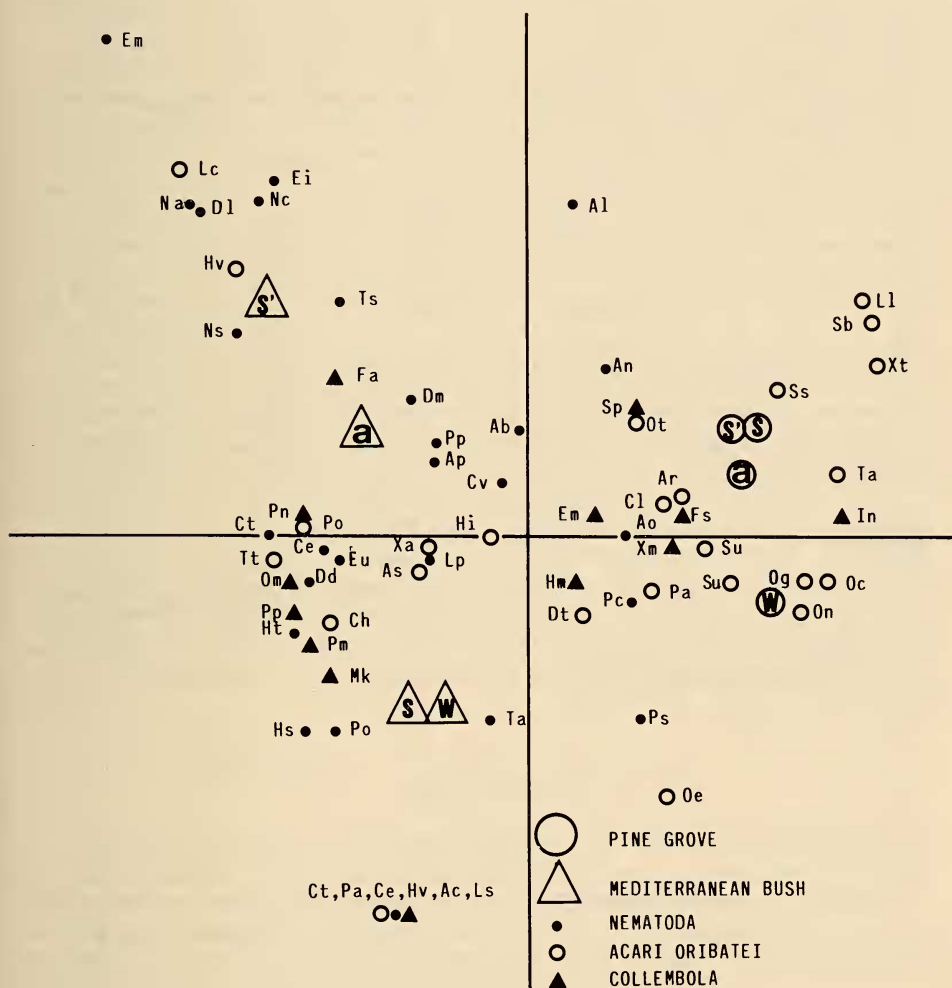 Em
Lc
Ei
Na Dl Nc
Al
Hv
S' Ts
Ll
Ns
Sb
An Xt
Fa
Ss
Dm
Sp
Ot
a Ab S' S
Pp
Ap
Cv a Ta
Ar
Cl
Pn Em Fs In
Po
Ct Hi Ao
Ce Xa Xm Su
Tt Eu Lp
As
Om Dd Hm Su Og Oc
Pa
Pp Pc W
Ch Dt On
Ht
Pm
Mk
S W
Ta Ps
Hs Po
Oe
PINE GROVE
Ct,Pa,Ce,Hv,Ac,Ls
MEDITERRANEAN BUSH
NEMATODA
ACARI ORIBATEI
COLLEMBOLA